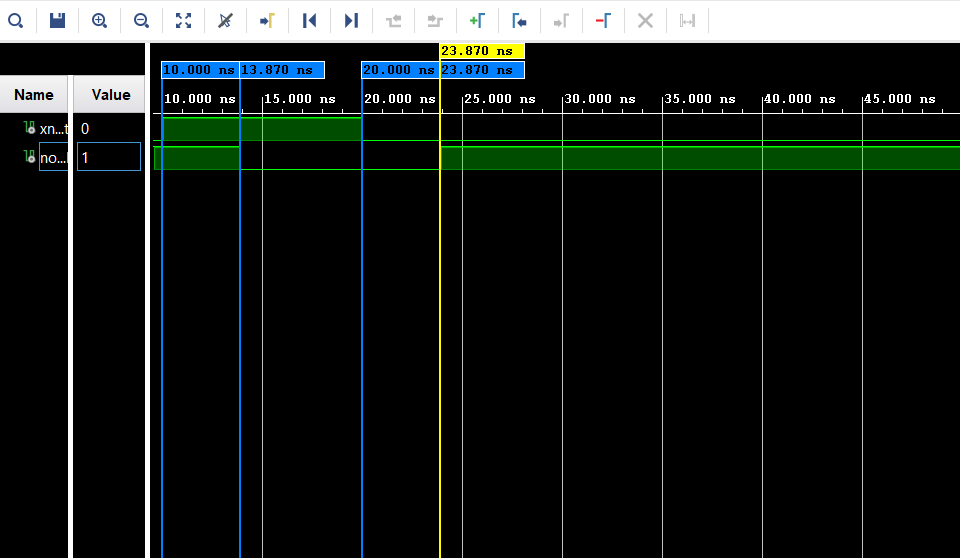 23.870 ns
10.000 ns 13.870 ns 20.000 ns 23.870 ns
Name Value
10.000 ns 15.000 ns 20.000 ns 25.000 ns 30.000 ns 35.000 ns 40.000 ns 45.000 ns
xn...t 0
no...l 1